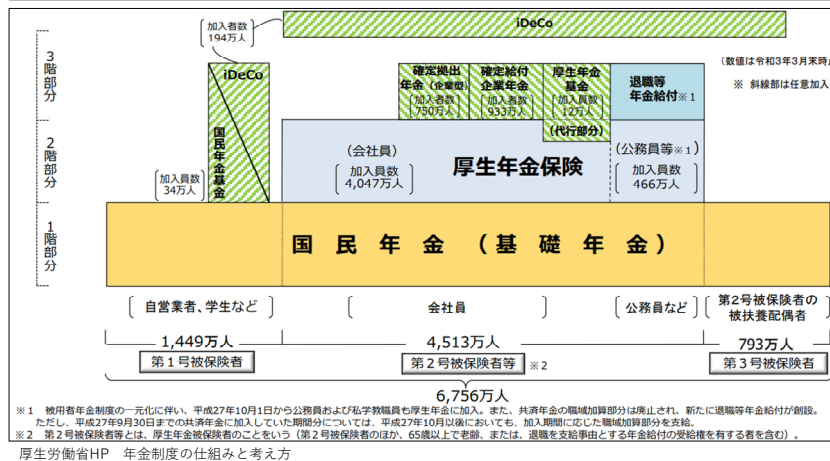 加入者数
194万人
iDeCo
(数値は令和3年3月末時
※ 斜線部は任意加入
3階部分
iDeCo
国民年金基金
確定拠出
年金(企業型)
加入者数
750万人
確定給付
企業年金
加入者数
933万人
厚生年金
基金
加入員数
12万人
(代行部分)
退職等
年金給付※1
2階部分
加入員数
34万人
(会社員)
加入員数
4,047万人
厚生年金保険
(公務員等※1)
加入員数
466万人
1階部分
国民年金(基礎年金)
自営業者、学生など
会社員
公務員など
第2号被保険者の
被扶養配偶者
1,449万人
4,513万人
793万人
第1号被保険者
第2号被保険者等 ※2
第3号被保険者
6,756万人
※1 被用者年金制度の一元化に伴い、平成27年10月1日から公務員および私学教職員も厚生年金に加入。また、共済年金の職域加算部分は廃止され、新たに退職等年金給付が創設。
ただし、平成27年9月30日までの共済年金に加入していた期間分については、平成27年10月以後においても、加入期間に応じた職域加算部分を支給。
※2 第2号被保険者等とは、厚生年金被保険者のことをいう(第2号被保険者のほか、65歳以上で老齢、または、退職を支給事由とする年金給付の受給権を有する者を含む)。
厚生労働省HP 年金制度の仕組みと考え方